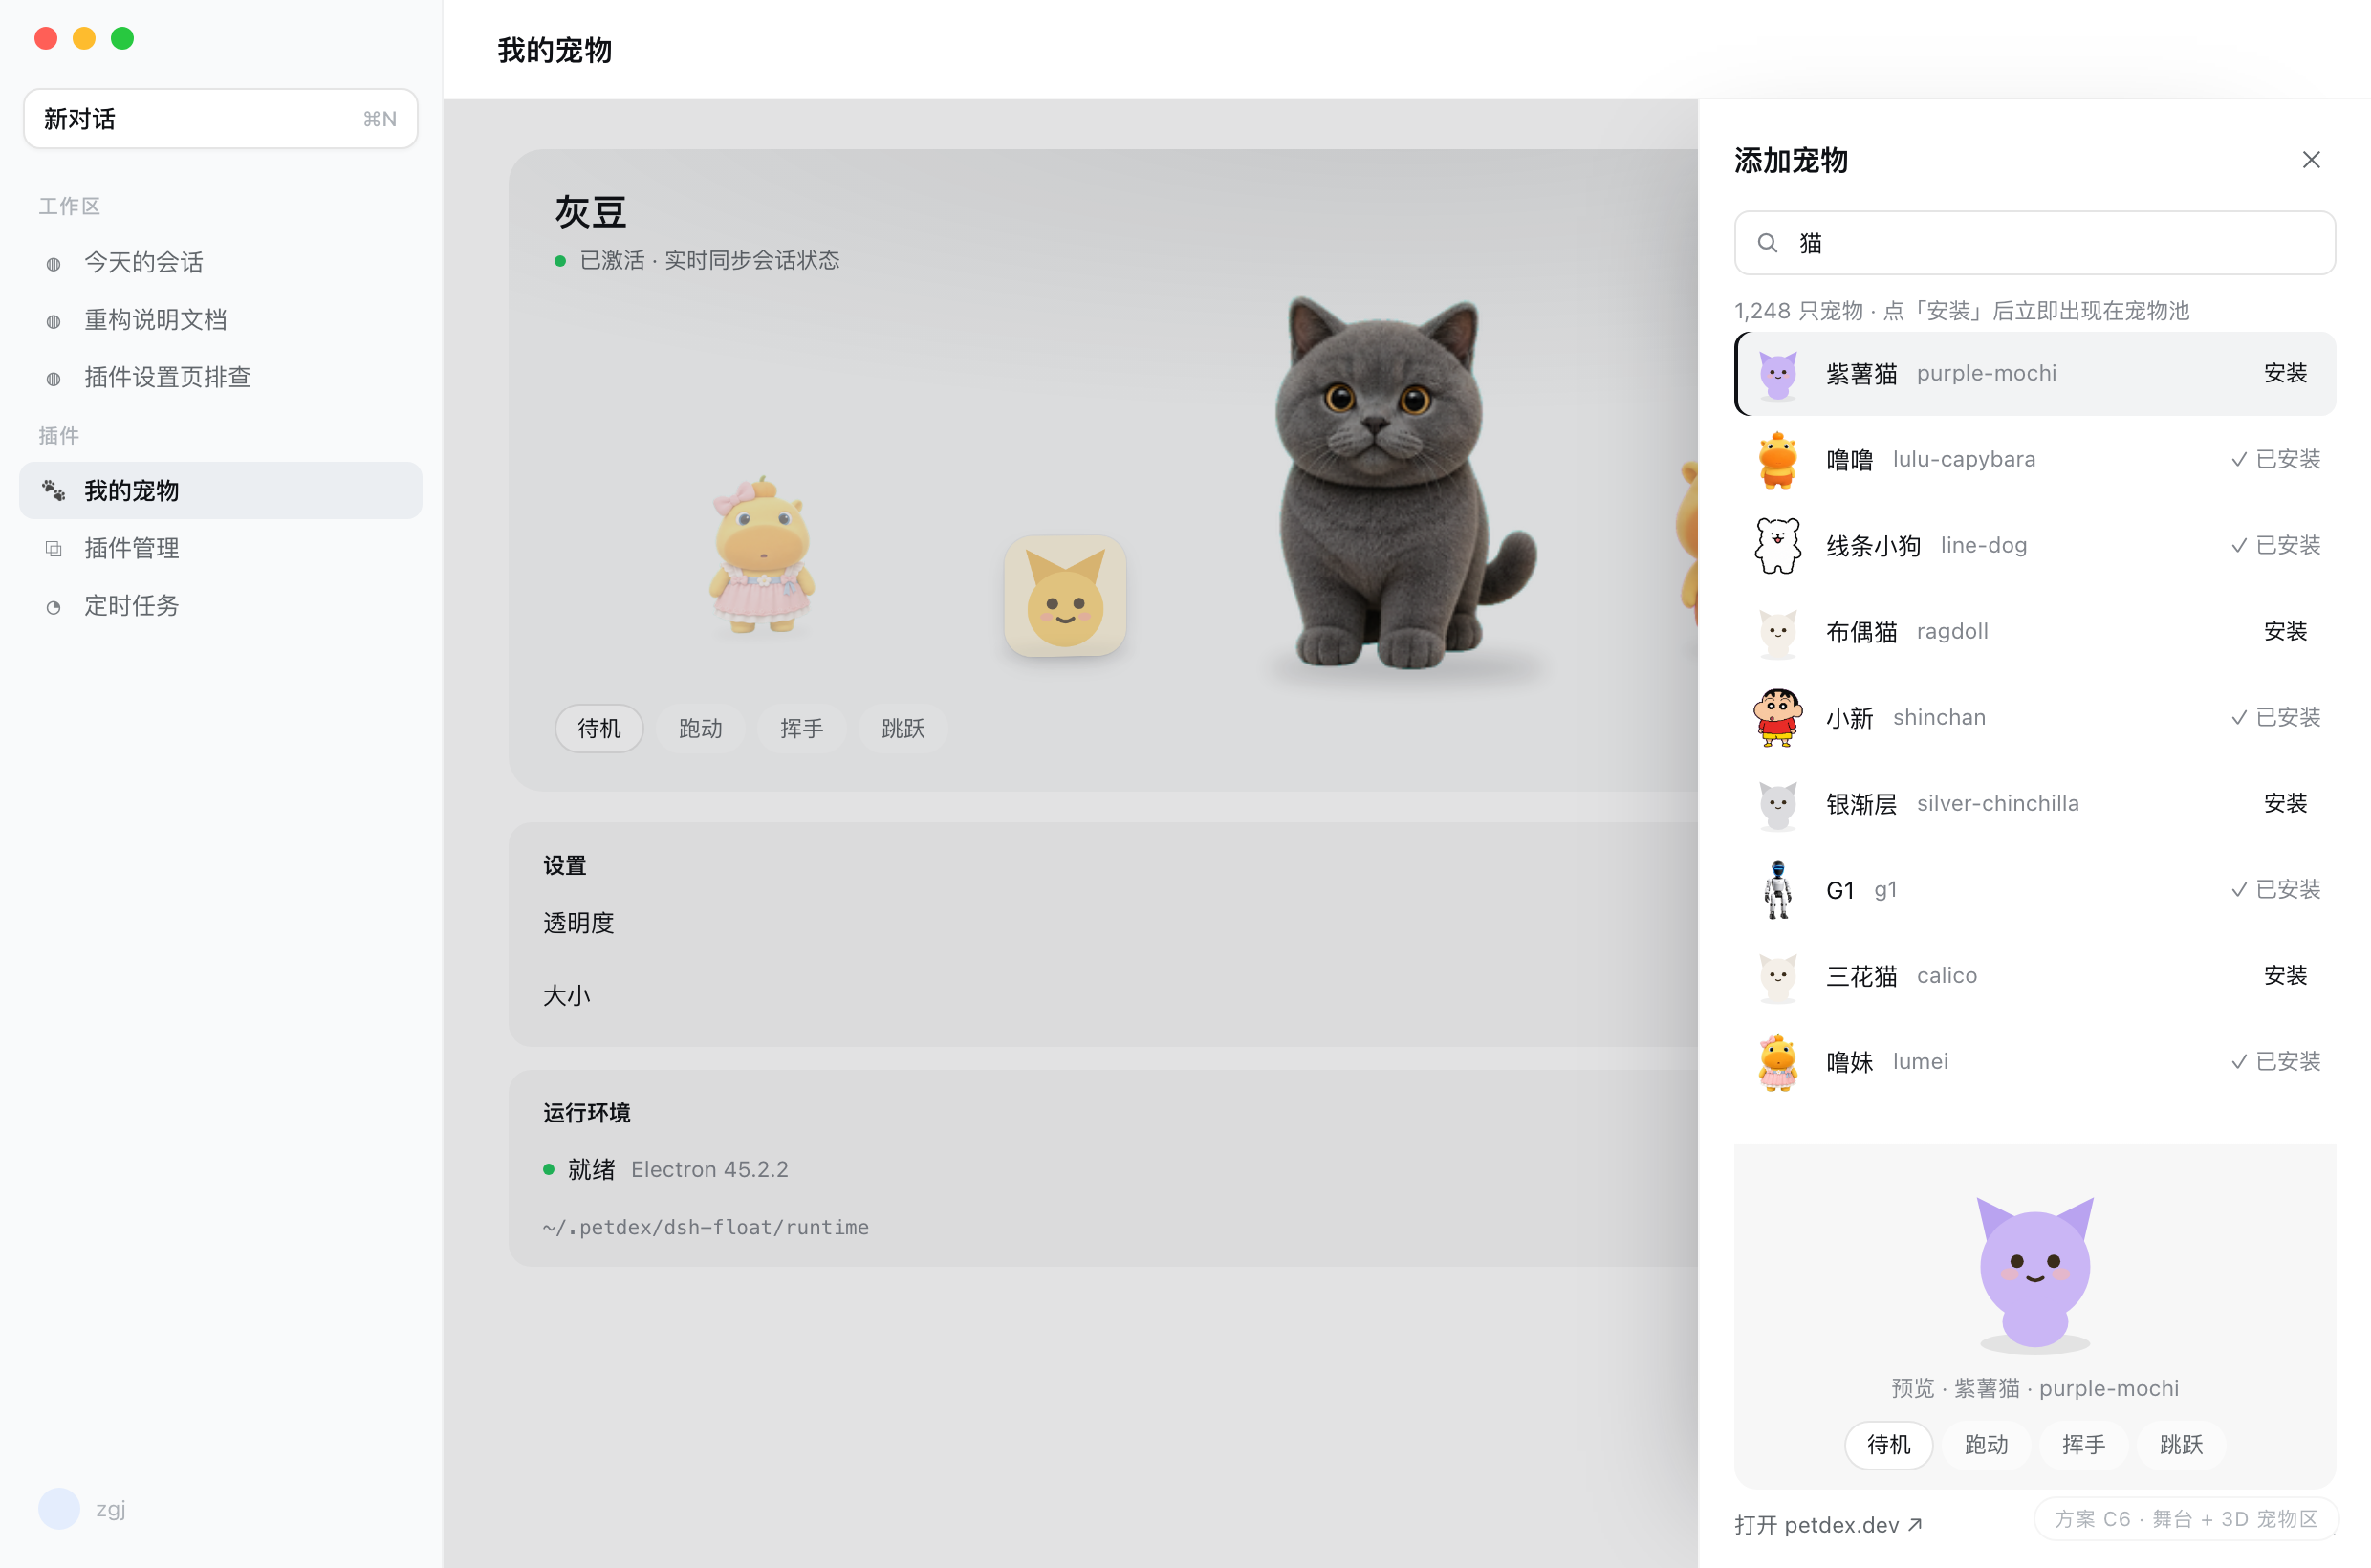 新对话 ⌘N
工作区
今天的会话
重构说明文档
插件设置页排查
插件
我的宠物
插件管理
定时任务
zgj
我的宠物
灰豆
已激活 · 实时同步会话状态
待机 跑动 挥手 跳跃
设置
透明度
大小
运行环境
就绪 Electron 45.2.2
~/.petdex/dsh-float/runtime
添加宠物
猫
1,248 只宠物 · 点「安装」后立即出现在宠物池
紫薯猫 purple-mochi 安装
噜噜 lulu-capybara ✓ 已安装
线条小狗 line-dog ✓ 已安装
布偶猫 ragdoll 安装
小新 shinchan ✓ 已安装
银渐层 silver-chinchilla 安装
G1 g1 ✓ 已安装
三花猫 calico 安装
噜妹 lumei ✓ 已安装
预览 · 紫薯猫 · purple-mochi
待机 跑动 挥手 跳跃
打开 petdex.dev ↗
方案 C6 · 舞台 + 3D 宠物区